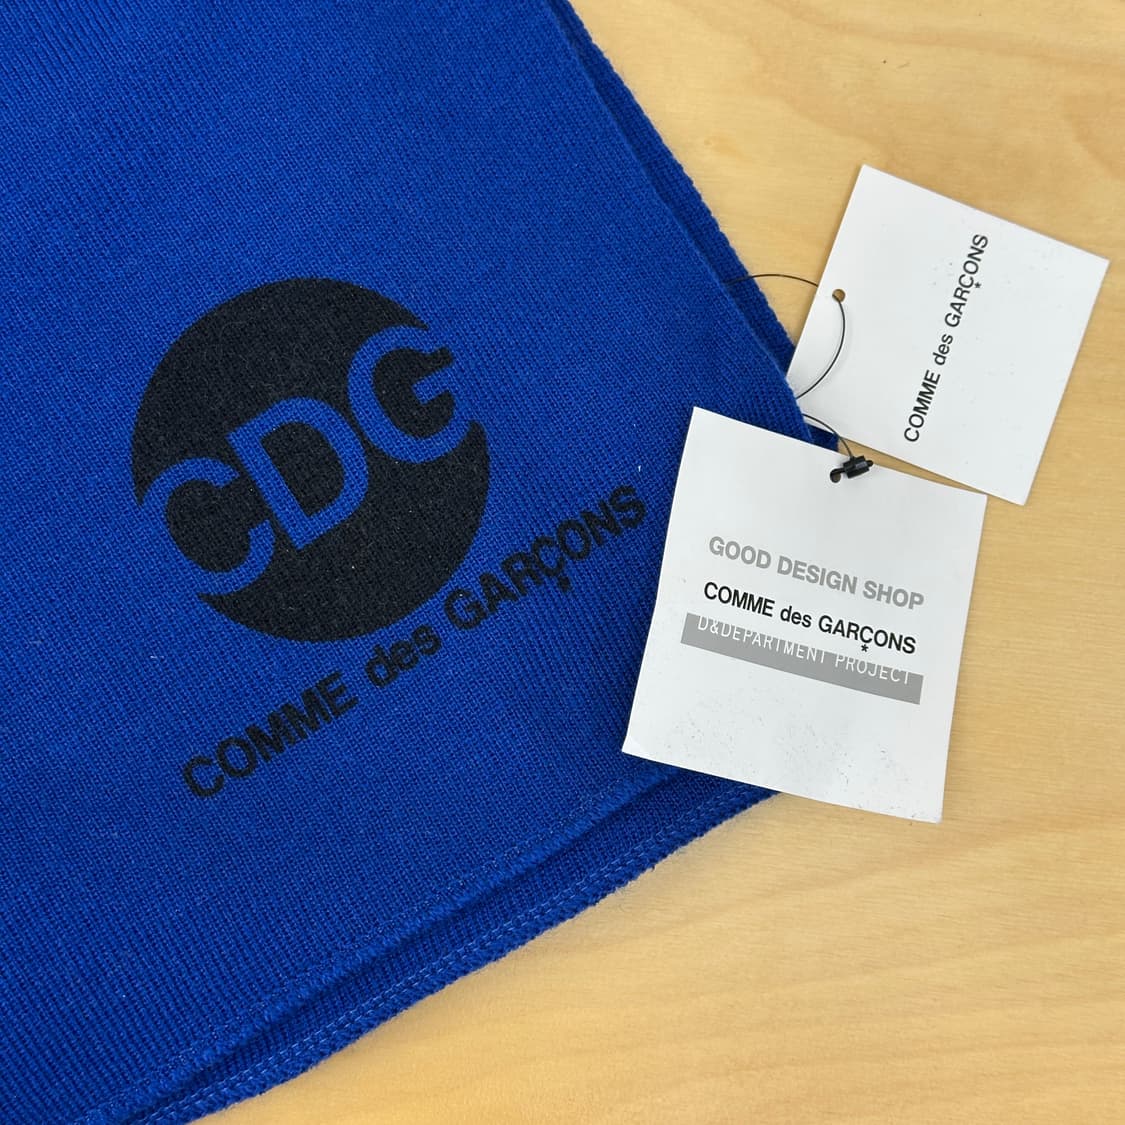 CDG
COMME des GARÇONS
COMME des GARÇONS
*
GOOD DESIGN SHOP
COMME des GARÇONS
*
D&DEPARTMENT PROJECT